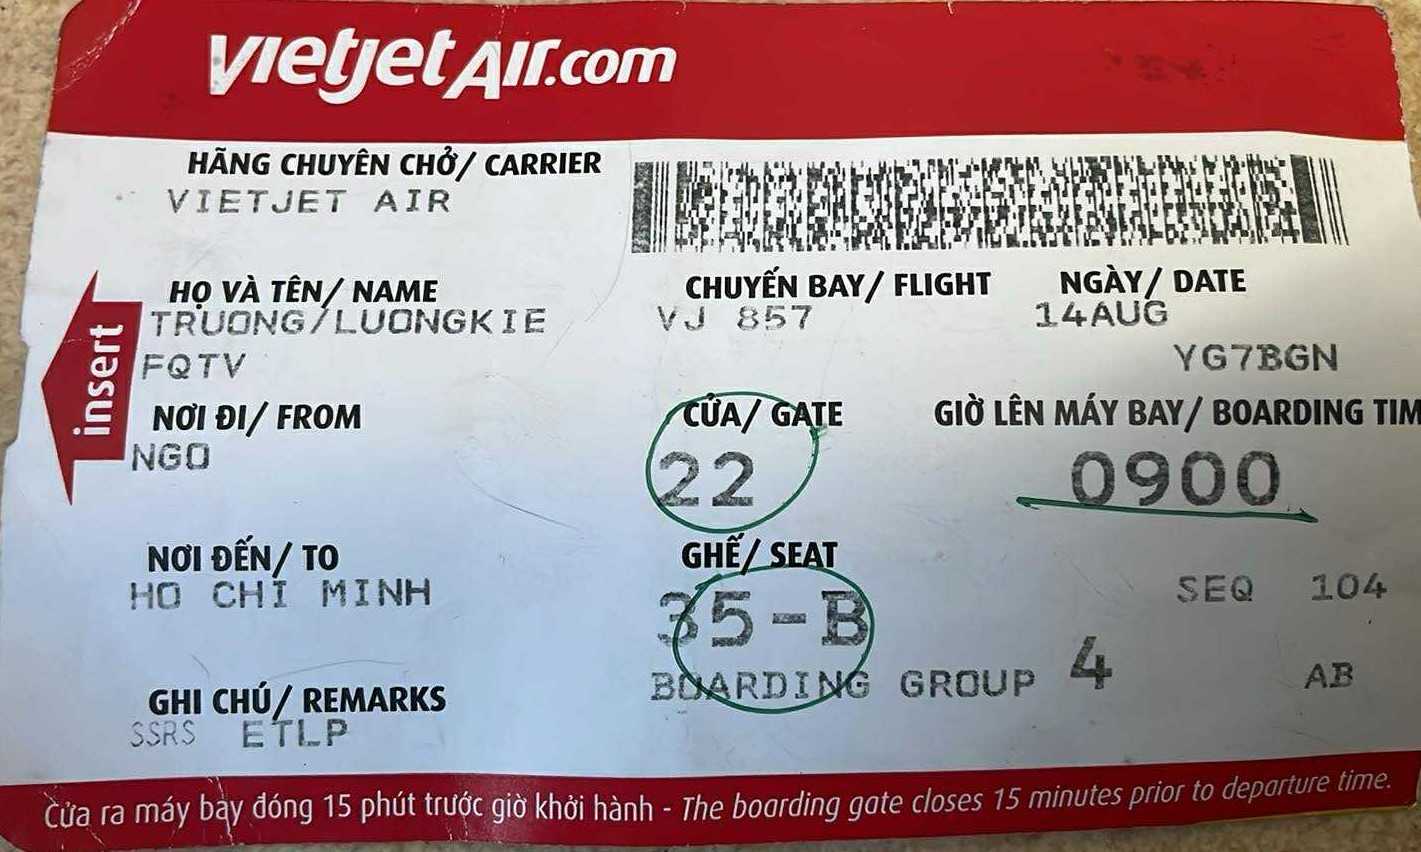 vietjetAir.com
HÃNG CHUYÊN CHỞ/ CARRIER
VIETJET AIR
HỌ VÀ TÊN/ NAME
TRUONG/LUONGKIE
CHUYẾN BAY/ FLIGHT
VJ 857
NGÀY/ DATE
14AUG
FQTV
YG7BGN
insert
NƠI ĐI/ FROM
NGO
CỬA/ GATE
22
GIỜ LÊN MÁY BAY/ BOARDING TIM
0900
NƠI ĐẾN/ TO
HO CHI MINH
GHẾ/ SEAT
35-B
SEQ 104
BOARDING GROUP 4
AB
GHI CHÚ/ REMARKS
SSRS ETLP
Cửa ra máy bay đóng 15 phút trước giờ khởi hành - The boarding gate closes 15 minutes prior to departure time.